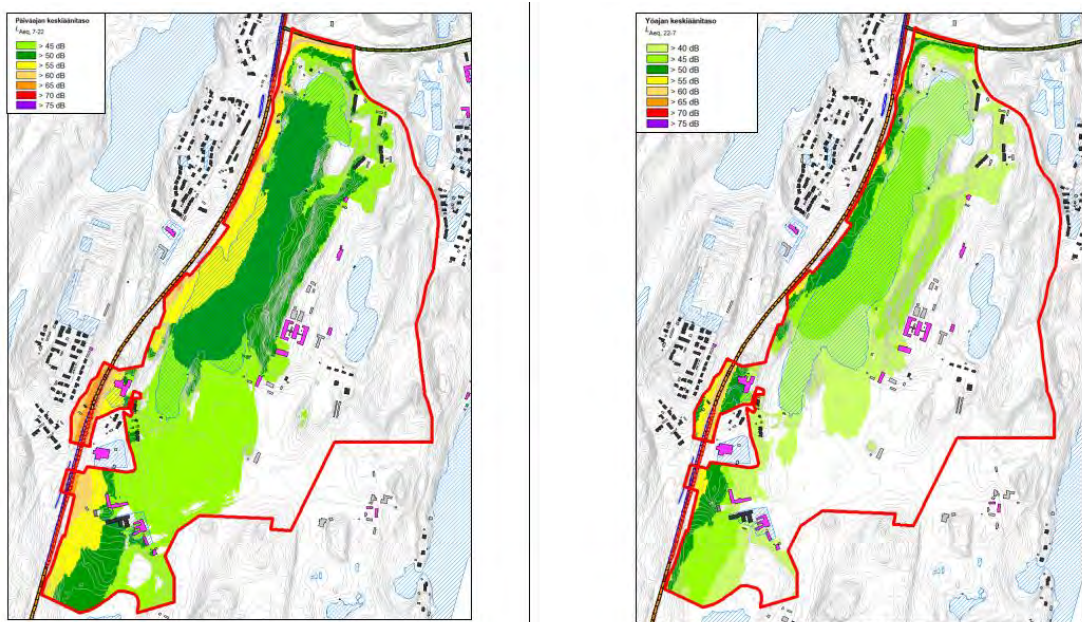 Päiväajan keskiäänitaso
LAeq, 7-22
> 45 dB
> 50 dB
> 55 dB
> 60 dB
> 65 dB
> 70 dB
> 75 dB
Yöajan keskiäänitaso
LAeq, 22-7
> 40 dB
> 45 dB
> 50 dB
> 55 dB
> 60 dB
> 65 dB
> 70 dB
> 75 dB